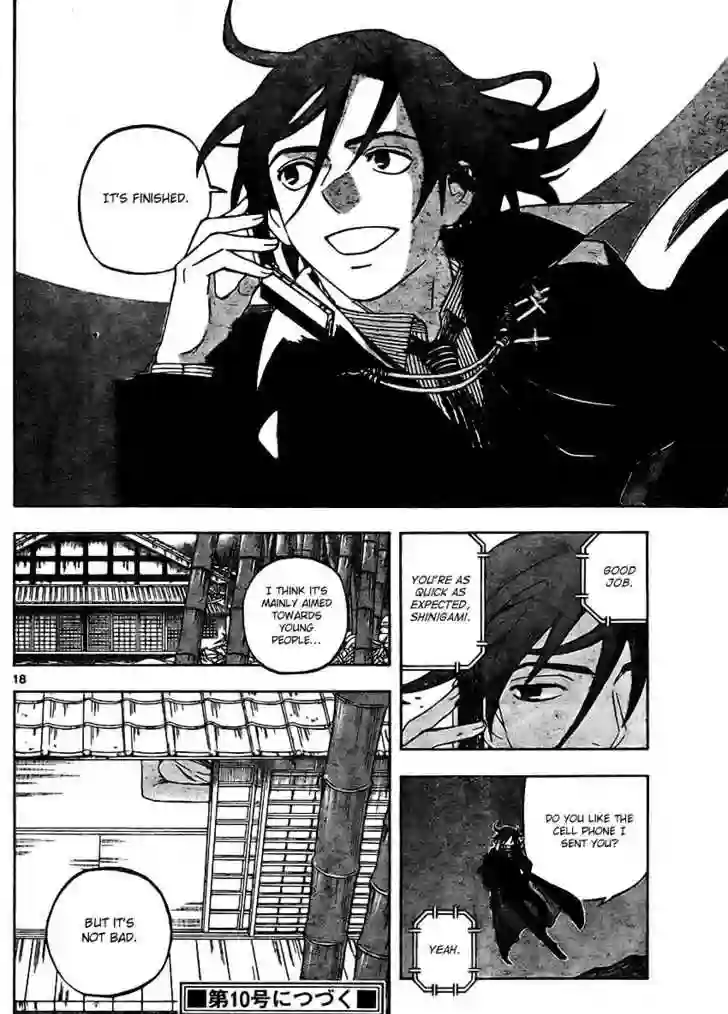 IT'S FINISHED.
GOOD
JOB.
YOU'RE AS
QUICK AS
EXPECTED,
SHINIGAMI.
DO YOU LIKE THE
CELL PHONE I
SENT YOU?
YEAH.
I THINK IT'S
MAINLY AIMED
TOWARDS
YOUNG
PEOPLE...
18
BUT IT'S
NOT BAD.
■第10号につづく■